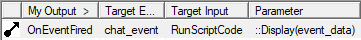 My Output > Target E... Target Input Parameter
OnEventFired chat_event RunScriptCode ::Display(event_data)